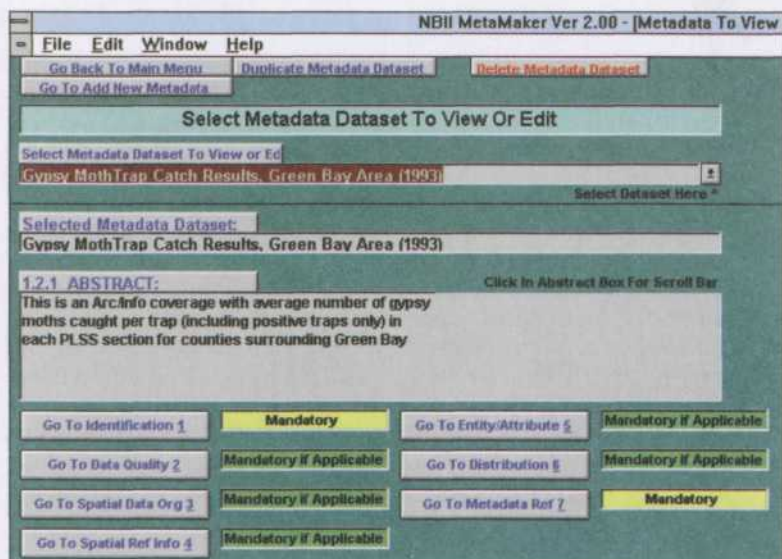 NBII MetaMaker Ver 2.00 - [Metadata To View
File Edit Window Help
Go Back To Main Menu Duplicate Metadata Dataset Delete Metadata Dataset
Go To Add New Metadata
Select Metadata Dataset To View Or Edit
Select Metadata Dataset To View or Ed
Gypsy MothTrap Catch Results, Green Bay Area (1993)
Select Dataset Here ^
Selected Metadata Dataset:
Gypsy MothTrap Catch Results, Green Bay Area (1993)
1.2.1 ABSTRACT: Click In Abstract Box For Scroll Bar
This is an Arc/Info coverage with average number of gypsy
moths caught per trap (including positive traps only) in
each PLSS section for counties surrounding Green Bay
Go To Identification 1 Mandatory Go To Entity/Attribute 5 Mandatory if Applicable
Go To Data Quality 2 Mandatory if Applicable Go To Distribution 6 Mandatory if Applicable
Go To Spatial Data Org 3 Mandatory if Applicable Go To Metadata Ref 7 Mandatory
Go To Spatial Ref Info 4 Mandatory if Applicable